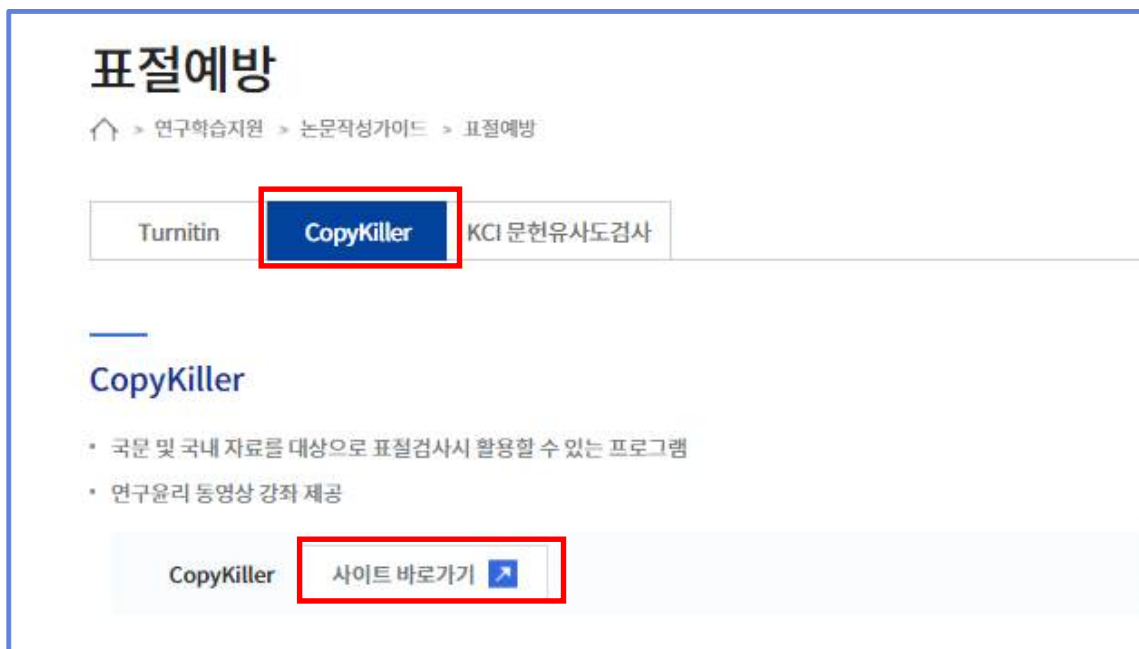 표절예방
> 연구학습지원 > 논문작성가이드 > 표절예방
Turnitin CopyKiller KCI 문헌유사도검사
CopyKiller
• 국문 및 국내 자료를 대상으로 표절검사시 활용할 수 있는 프로그램
• 연구윤리 동영상 강좌 제공
CopyKiller 사이트 바로가기